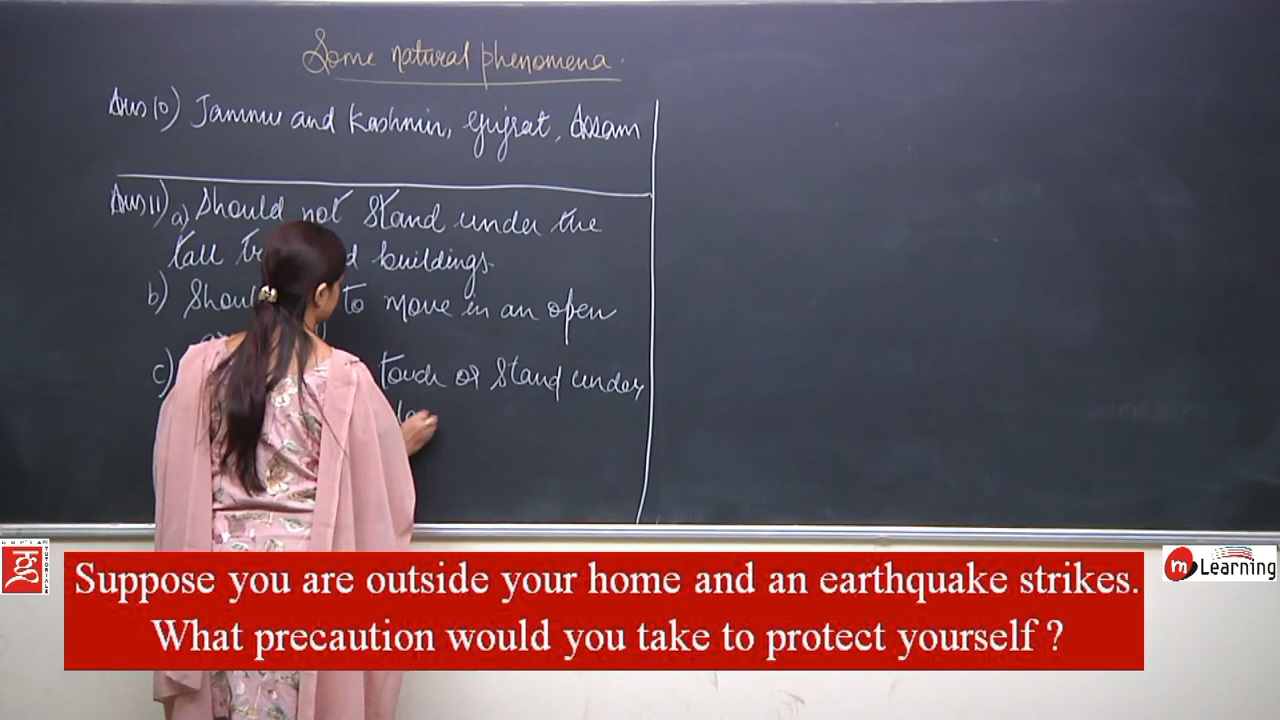 Some natural phenomena.
Ans 10) Jammu and Kashmir, Gujrat, Assam
Ans 11) a) Should not stand under the
tall buildings.
b) to move in an open
c) touch or stand under
Suppose you are outside your home and an earthquake strikes.
What precaution would you take to protect yourself ?
m Learning